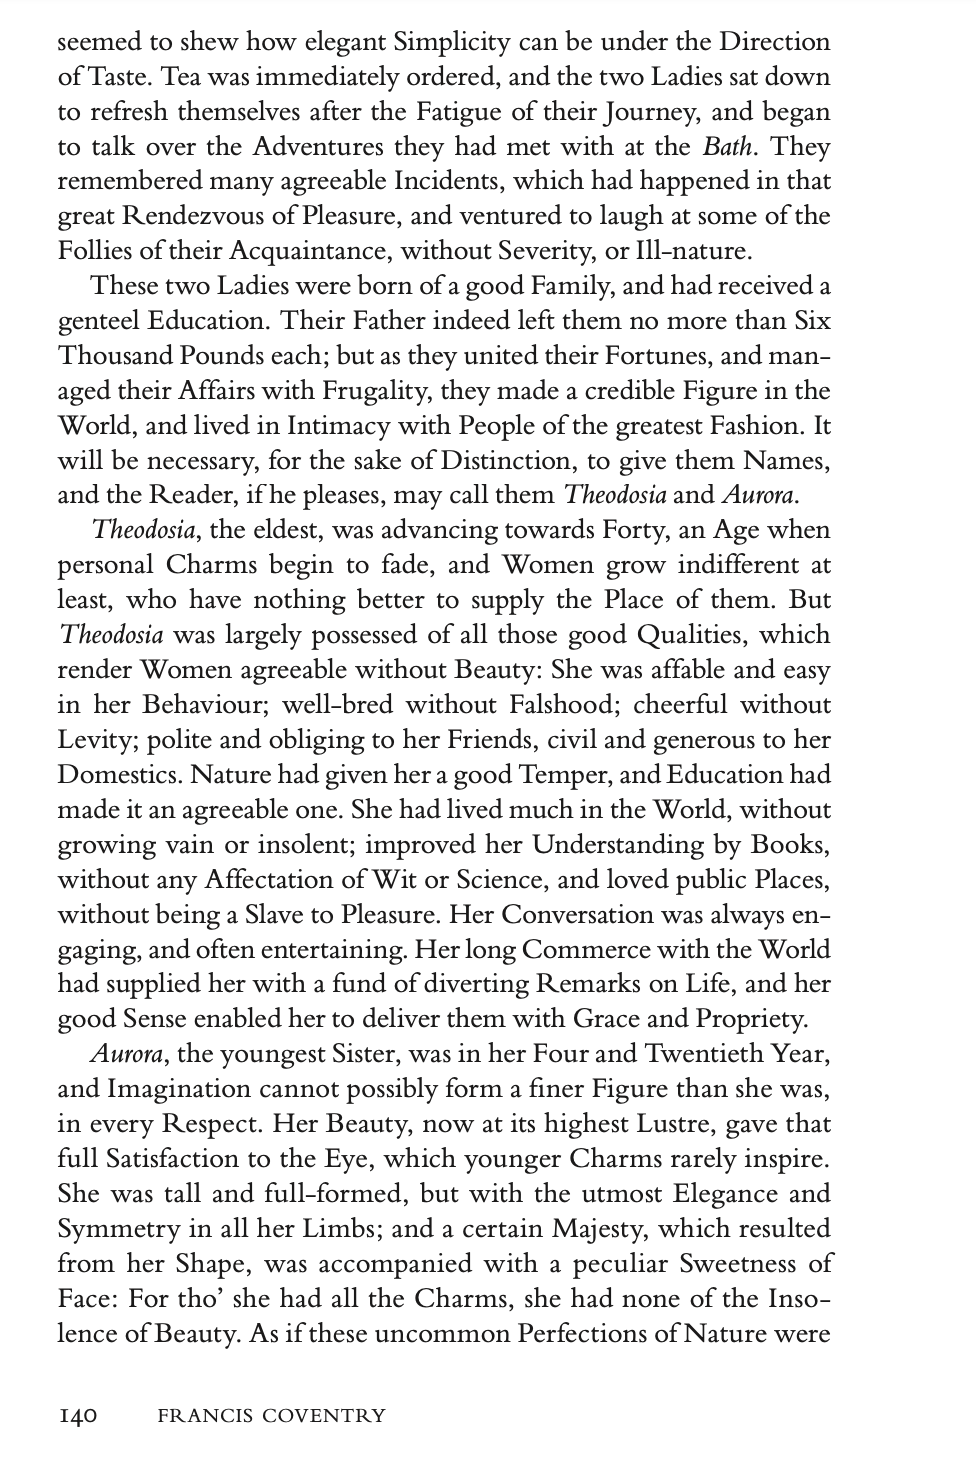 seemed to shew how elegant Simplicity can be under the Direction
of Taste. Tea was immediately ordered, and the two Ladies sat down
to refresh themselves after the Fatigue of their Journey, and began
to talk over the Adventures they had met with at the Bath. They
remembered many agreeable Incidents, which had happened in that
great Rendezvous of Pleasure, and ventured to laugh at some of the
Follies of their Acquaintance, without Severity, or Ill-nature.
These two Ladies were born of a good Family, and had received a
genteel Education. Their Father indeed left them no more than Six
Thousand Pounds each; but as they united their Fortunes, and man-
aged their Affairs with Frugality, they made a credible Figure in the
World, and lived in Intimacy with People of the greatest Fashion. It
will be necessary, for the sake of Distinction, to give them Names,
and the Reader, if he pleases, may call them Theodosia and Aurora.
Theodosia, the eldest, was advancing towards Forty, an Age when
personal Charms begin to fade, and Women grow indifferent at
least, who have nothing better to supply the Place of them. But
Theodosia was largely possessed of all those good Qualities, which
render Women agreeable without Beauty: She was affable and easy
in her Behaviour; well-bred without Falshood; cheerful without
Levity; polite and obliging to her Friends, civil and generous to her
Domestics. Nature had given her a good Temper, and Education had
made it an agreeable one. She had lived much in the World, without
growing vain or insolent; improved her Understanding by Books,
without any Affectation of Wit or Science, and loved public Places,
without being a Slave to Pleasure. Her Conversation was always en-
gaging, and often entertaining. Her long Commerce with the World
had supplied her with a fund of diverting Remarks on Life, and her
good Sense enabled her to deliver them with Grace and Propriety.
Aurora, the youngest Sister, was in her Four and Twentieth Year,
and Imagination cannot possibly form a finer Figure than she was,
in every Respect. Her Beauty, now at its highest Lustre, gave that
full Satisfaction to the Eye, which younger Charms rarely inspire.
She was tall and full-formed, but with the utmost Elegance and
Symmetry in all her Limbs; and a certain Majesty, which resulted
from her Shape, was accompanied with a peculiar Sweetness of
Face: For tho’ she had all the Charms, she had none of the Inso-
lence of Beauty. As if these uncommon Perfections of Nature were
140 FRANCIS COVENTRY